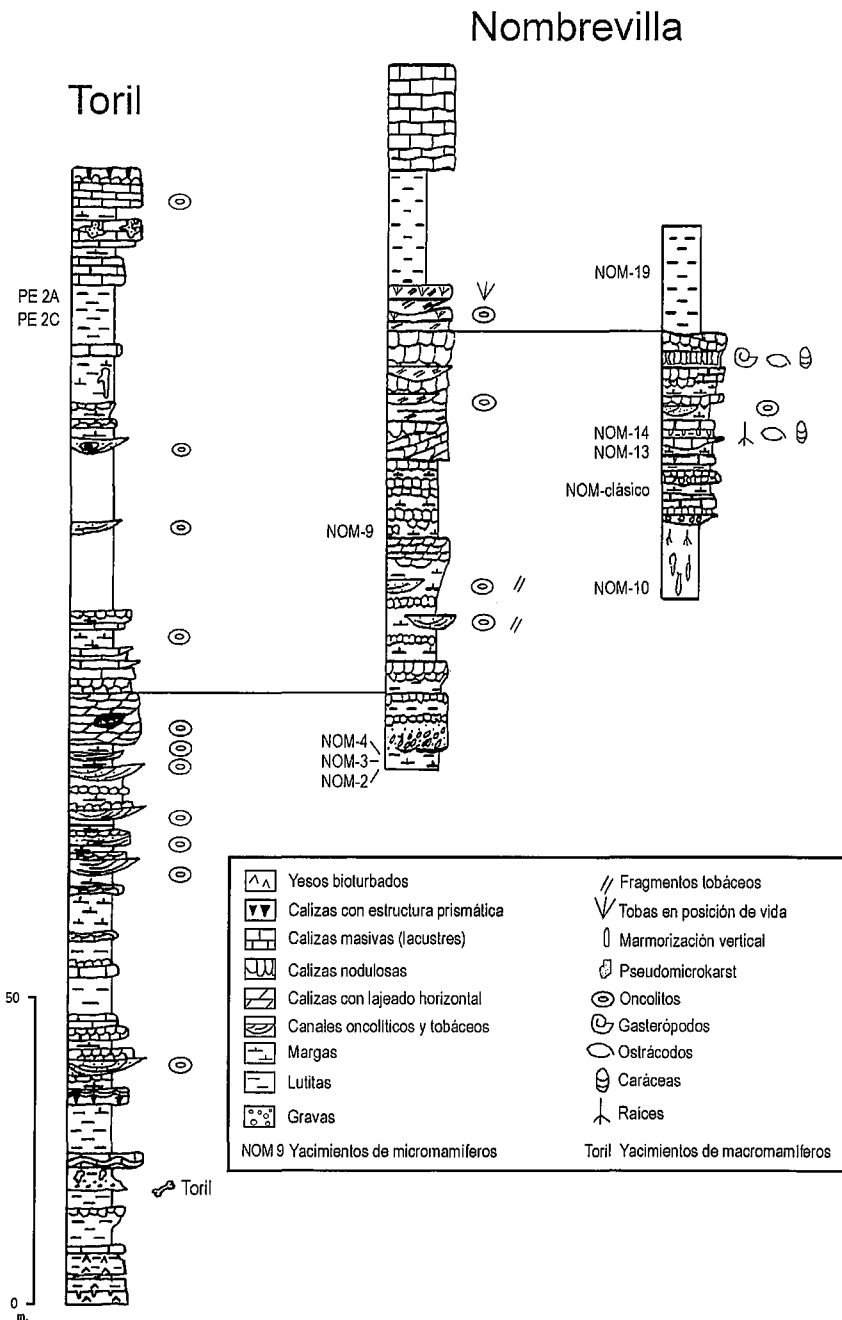 Nombrevilla
Toril
PE 2A
PE 2C
NOM-19
NOM-14
NOM-13
NOM-clásico
NOM-10
NOM-9
NOM-4
NOM-3
NOM-2
Toril
50
0
m.
Yesos bioturbados
Calizas con estructura prismática
Calizas masivas (lacustres)
Calizas nodulosas
Calizas con lajeado horizontal
Canales oncolíticos y tobáceos
Margas
Lutitas
Gravas
NOM 9 Yacimientos de micromamíferos
Fragmentos tobáceos
Tobas en posición de vida
Marmorización vertical
Pseudomicrokarst
Oncolitos
Gasterópodos
Ostrácodos
Caráceas
Raíces
Toril Yacimientos de macromamíferos